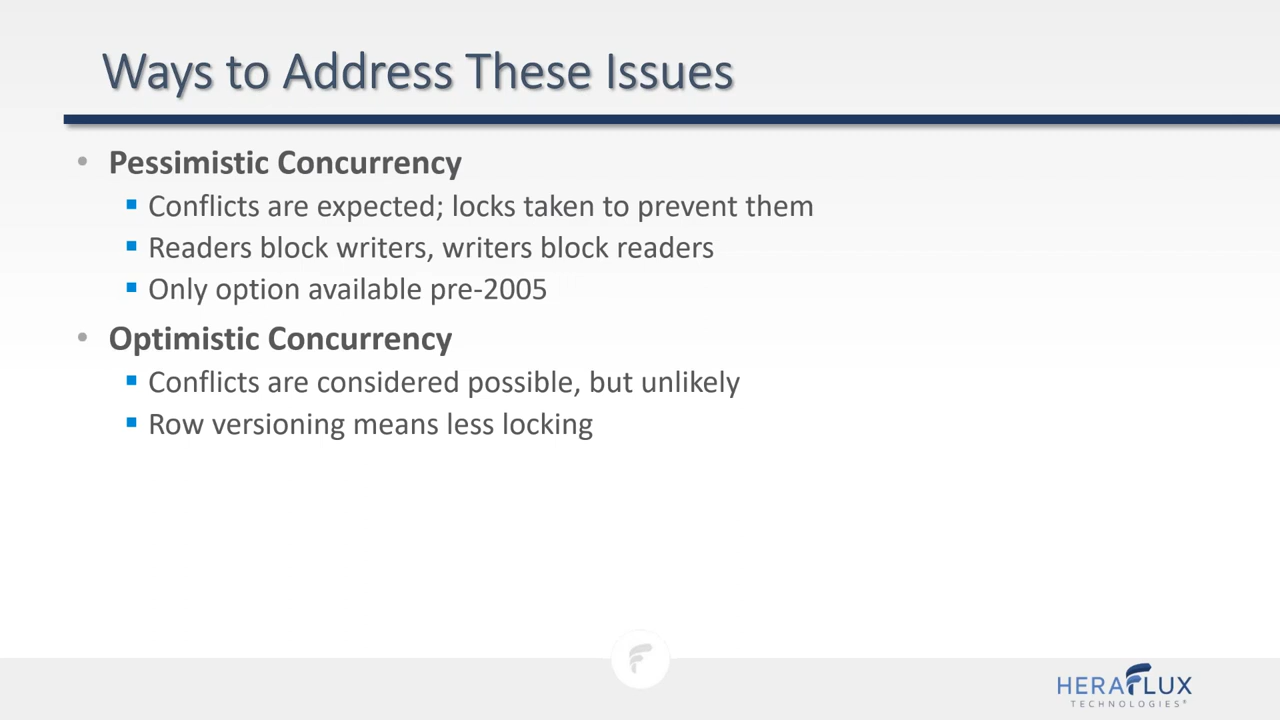 Ways to Address These Issues
• Pessimistic Concurrency
▪ Conflicts are expected; locks taken to prevent them
▪ Readers block writers, writers block readers
▪ Only option available pre-2005
• Optimistic Concurrency
▪ Conflicts are considered possible, but unlikely
▪ Row versioning means less locking
HERAFLUX
TECHNOLOGIES®